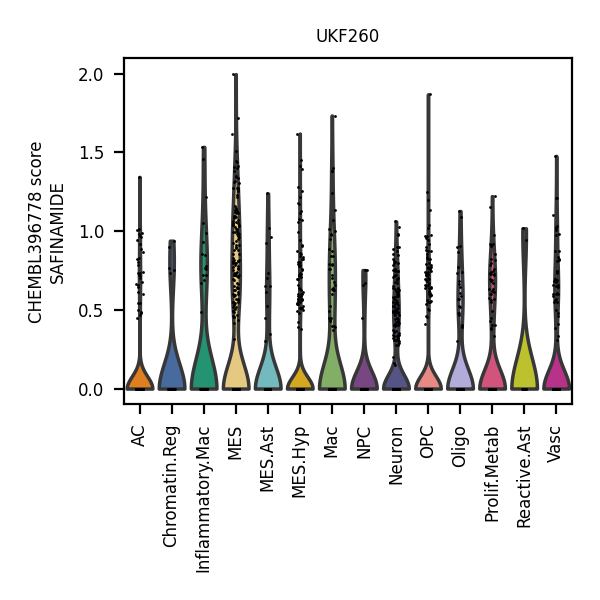 UKF260
CHEMBL396778 score
SAFINAMIDE
2.0
1.5
1.0
0.5
0.0
AC
Chromatin.Reg
Inflammatory.Mac
MES
MES.Ast
MES.Hyp
Mac
NPC
Neuron
OPC
Oligo
Prolif.Metab
Reactive.Ast
Vasc